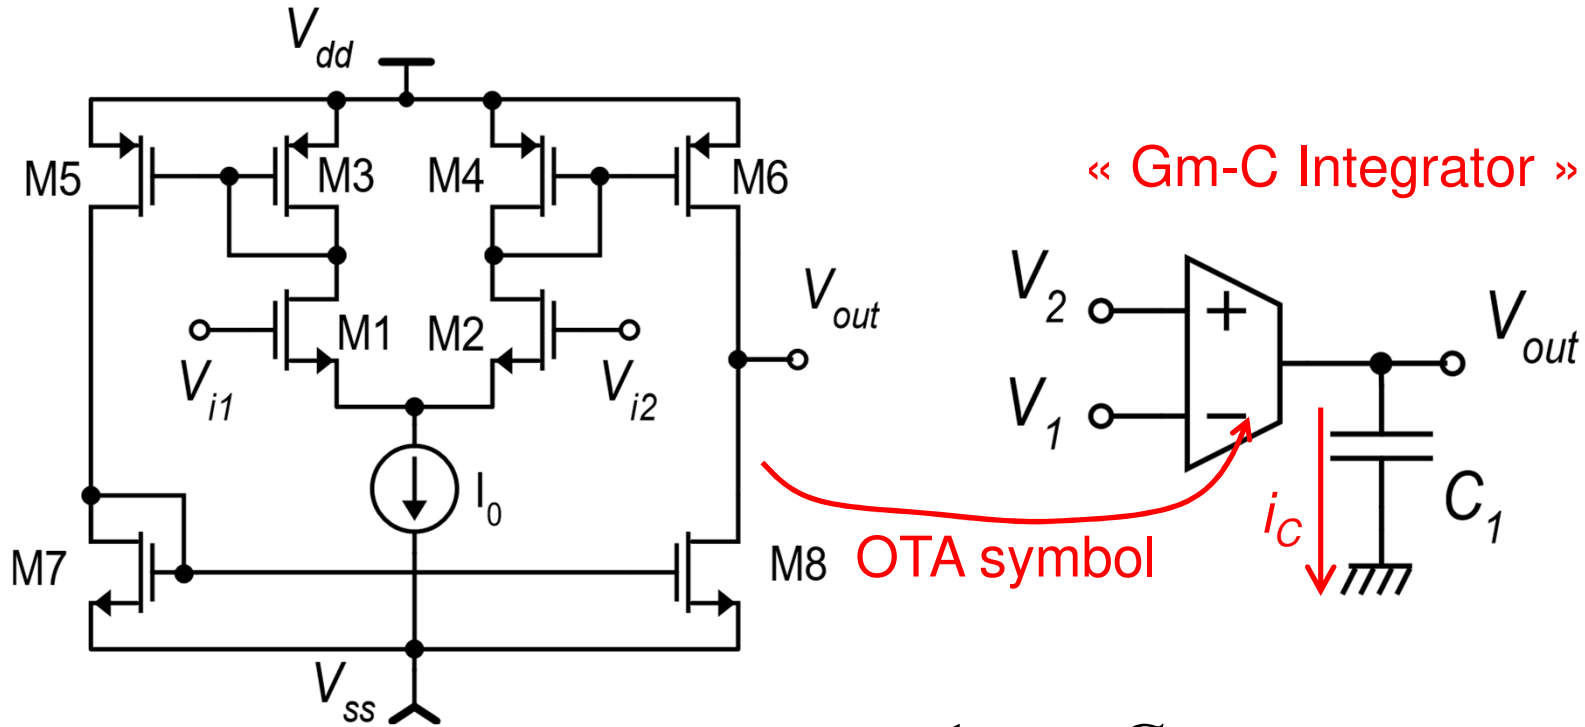 V_dd
M5
M3
M4
M6
« Gm-C Integrator »
M1
M2
V_i1
V_i2
V_out
V_2
+
V_1
−
V_out
I_0
i_C
C_1
M7
M8
OTA symbol
V_ss